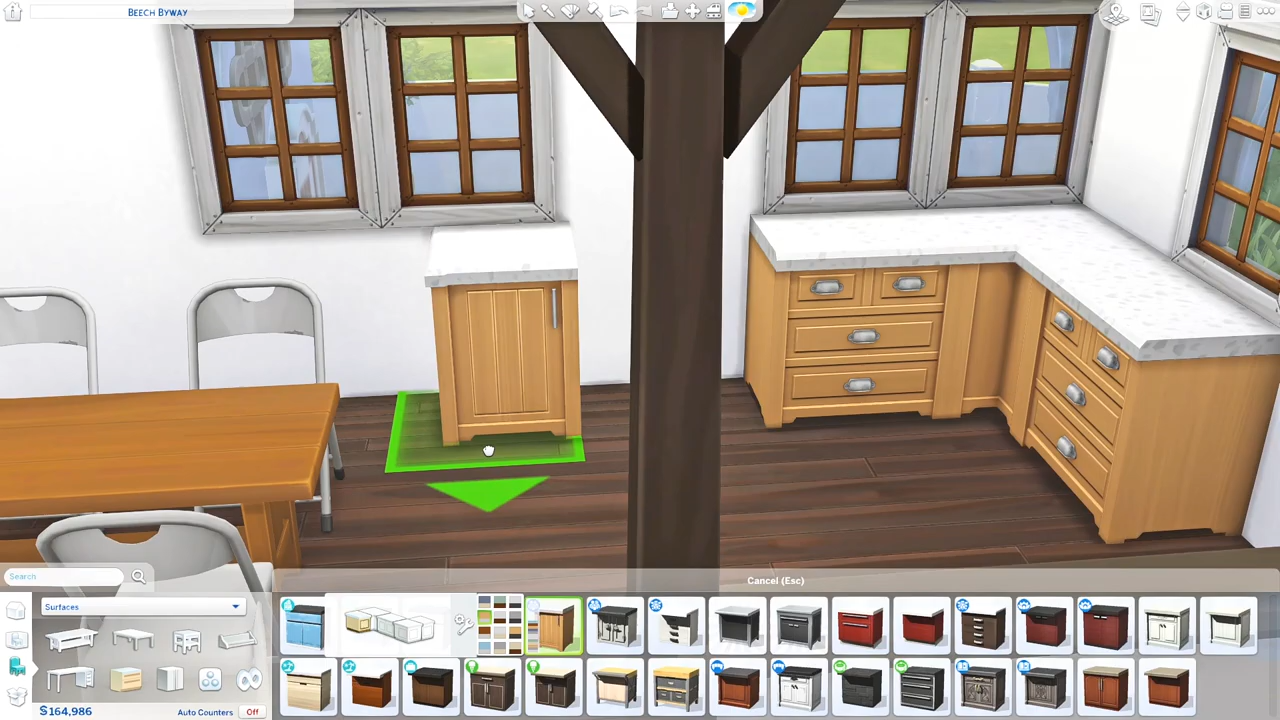 Beech Byway
Cancel (Esc)
Search
Surfaces
§164,986
Auto Counters
Off